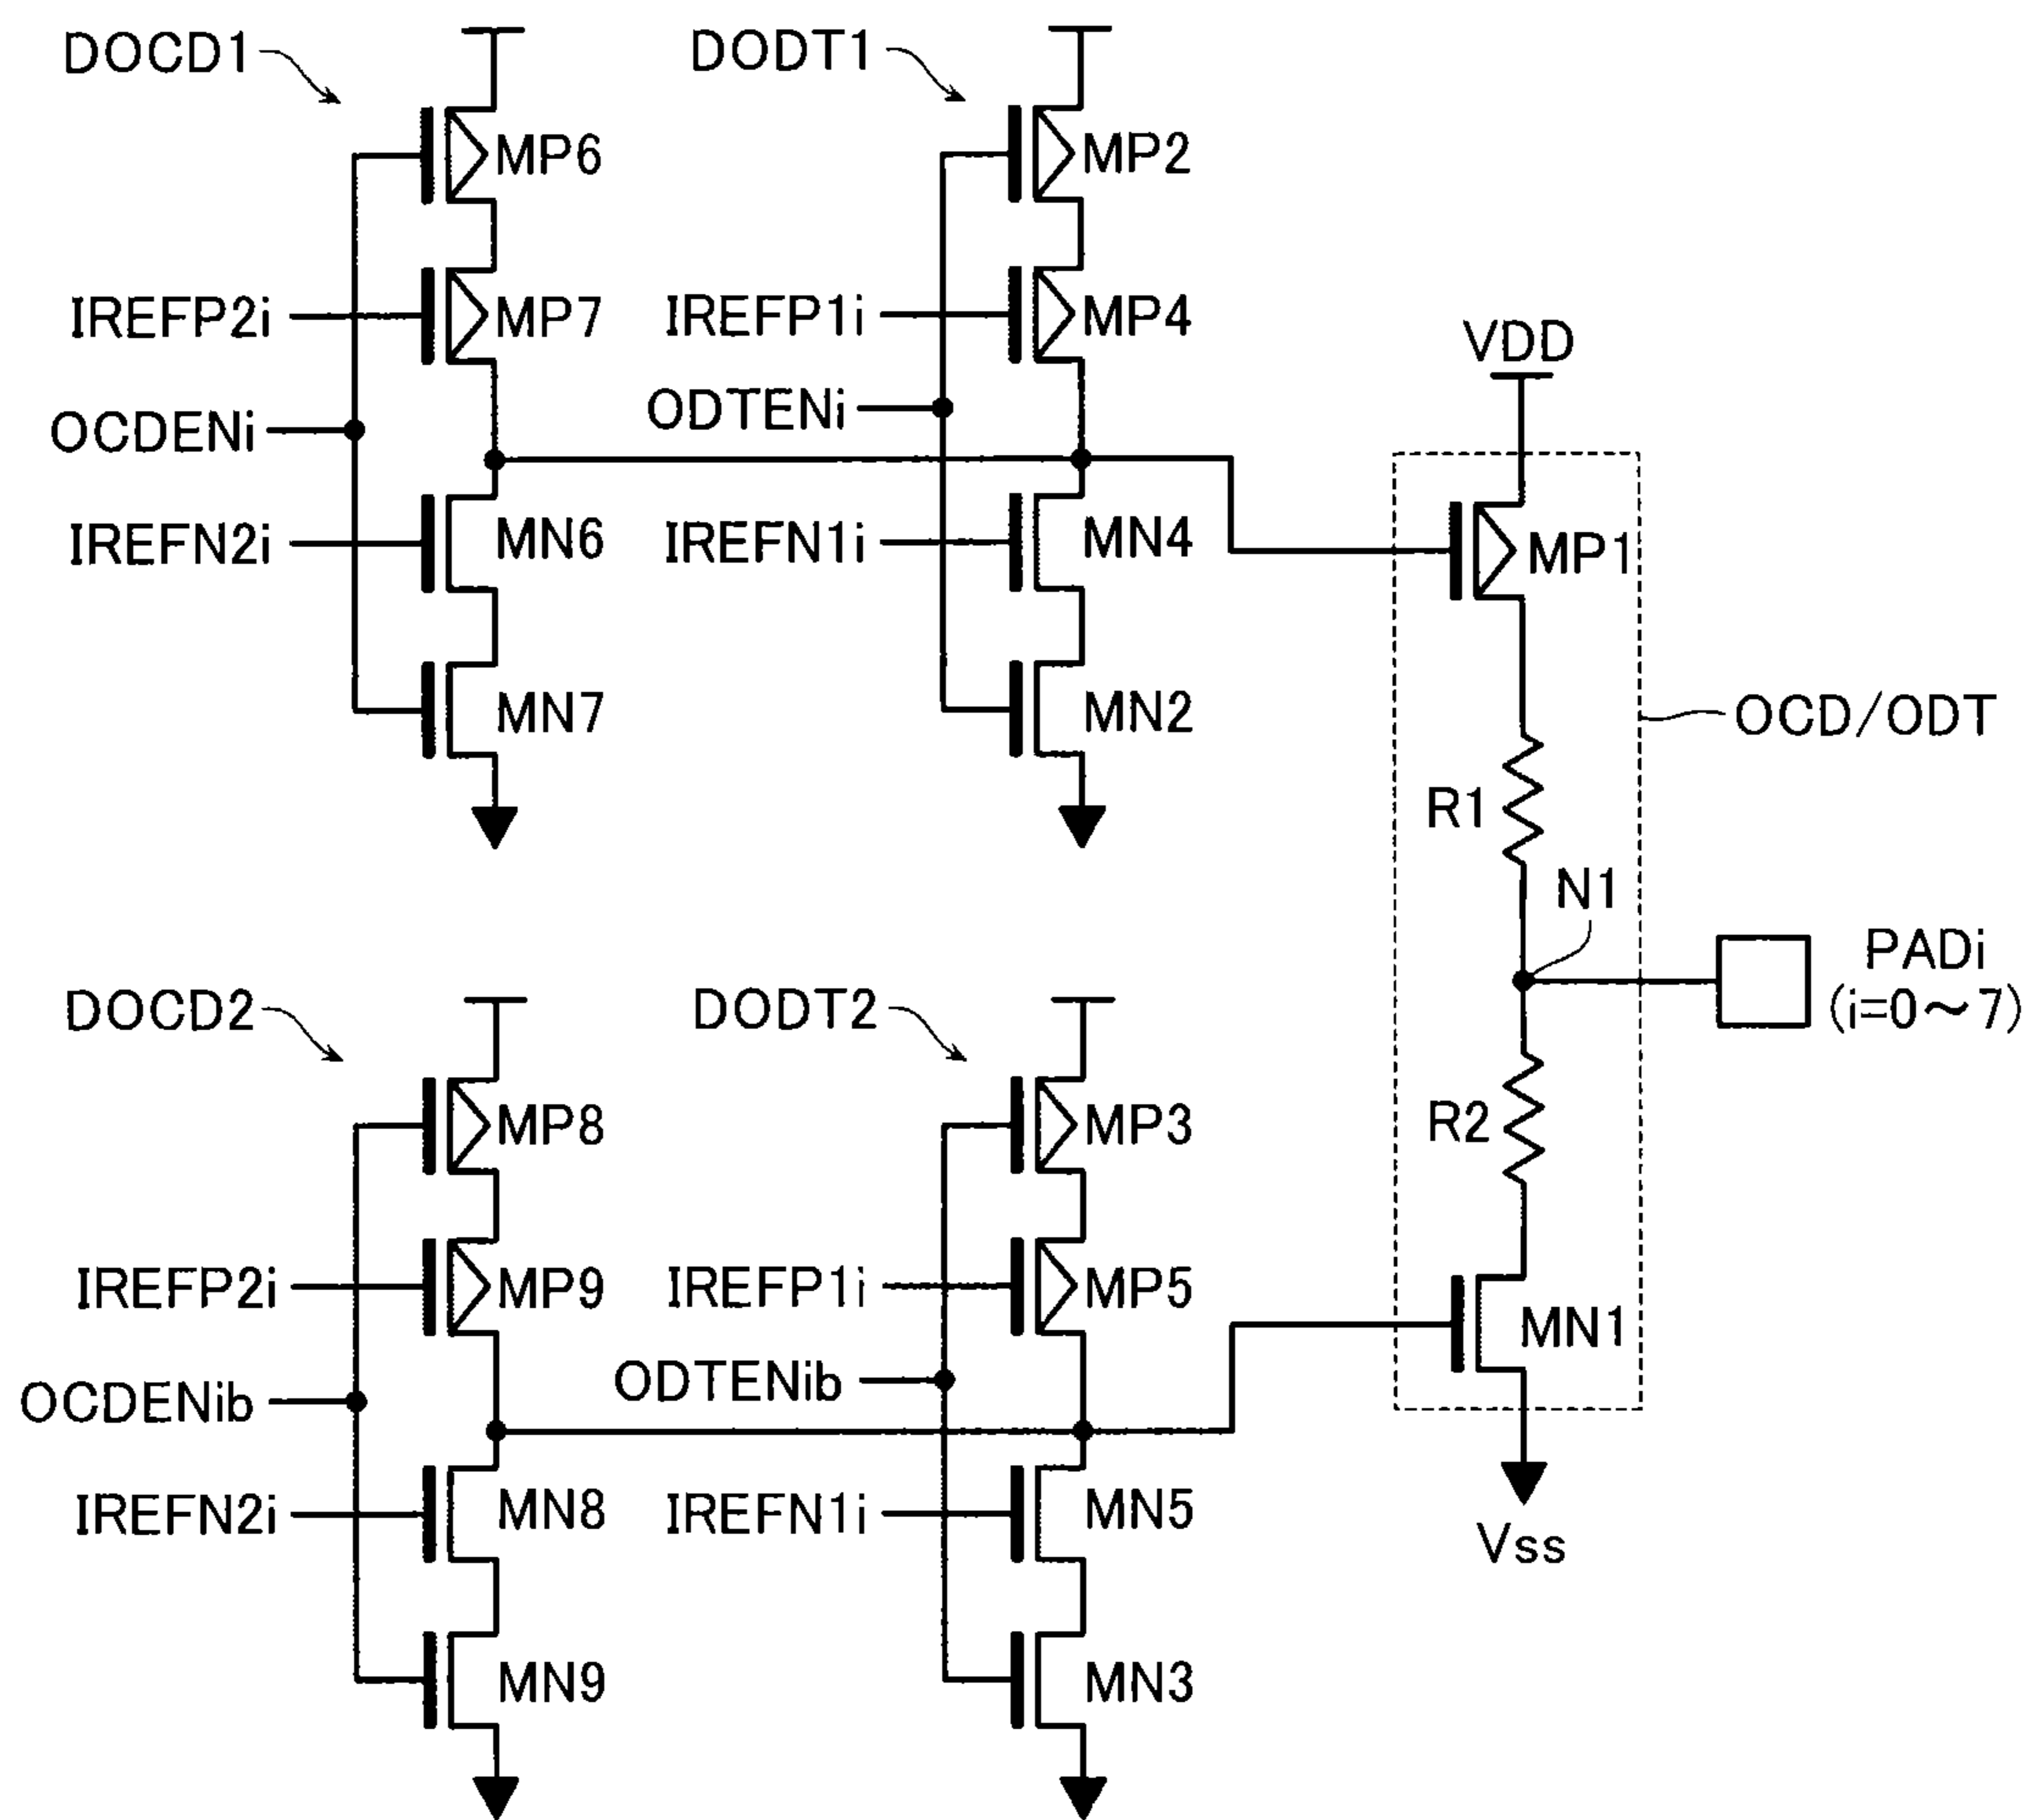 DOCD1
DODT1
MP6
MP2
IREFP2i
MP7
IREFP1i
MP4
VDD
OCDENi
ODTENi
IREFN2i
MN6
IREFN1i
MN4
MP1
MN7
MN2
OCD/ODT
R1
N1
PADi
(i=0～7)
DOCD2
DODT2
MP8
MP3
R2
IREFP2i
MP9
IREFP1i
MP5
MN1
OCDENib
ODTENib
IREFN2i
MN8
IREFN1i
MN5
Vss
MN9
MN3